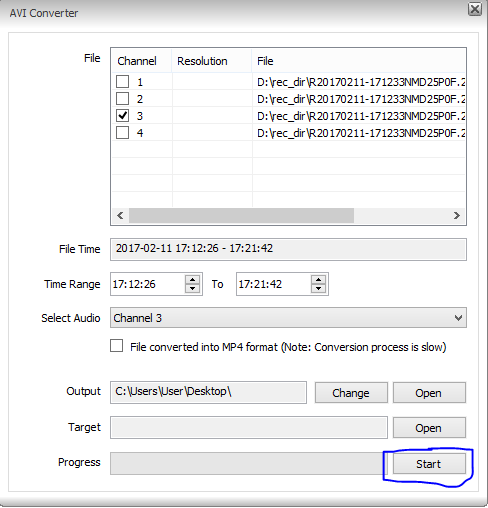 AVI Converter
File Channel Resolution File
1 D:\rec_dir\R20170211-171233NMD25P0F.2
2 D:\rec_dir\R20170211-171233NMD25P0F.2
3 D:\rec_dir\R20170211-171233NMD25P0F.2
4 D:\rec_dir\R20170211-171233NMD25P0F.2
File Time 2017-02-11 17:12:26 - 17:21:42
Time Range 17:12:26 To 17:21:42
Select Audio Channel 3
File converted into MP4 format (Note: Conversion process is slow)
Output C:\Users\User\Desktop\ Change Open
Target Open
Progress Start